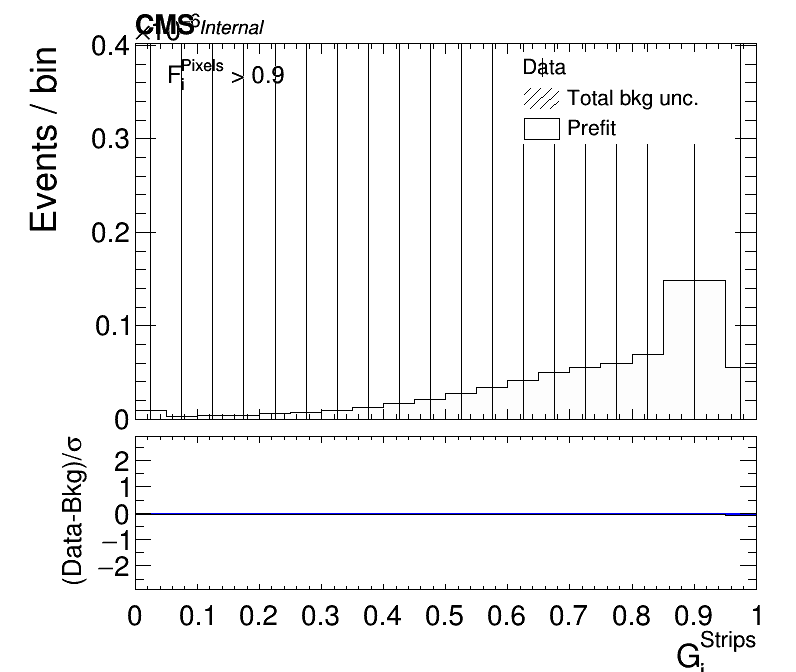 CMS Internal
×10⁻⁶
0.4
0.3
0.2
0.1
0
Events / bin
F_i^Pixels > 0.9
Data
Total bkg unc.
Prefit
2
1
0
−1
−2
(Data-Bkg)/σ
0 0.1 0.2 0.3 0.4 0.5 0.6 0.7 0.8 0.9 1
G_i^Strips